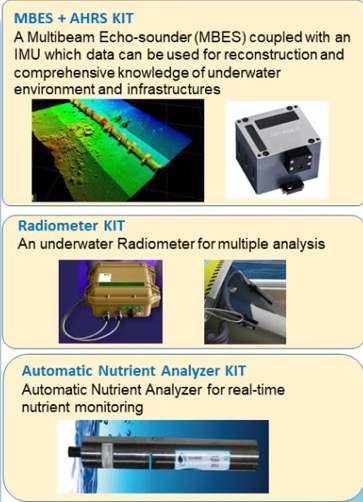 MBES + AHRS KIT
A Multibeam Echo-sounder (MBES) coupled with an
IMU which data can be used for reconstruction and
comprehensive knowledge of underwater
environment and infrastructures
Radiometer KIT
An underwater Radiometer for multiple analysis
Automatic Nutrient Analyzer KIT
Automatic Nutrient Analyzer for real-time
nutrient monitoring